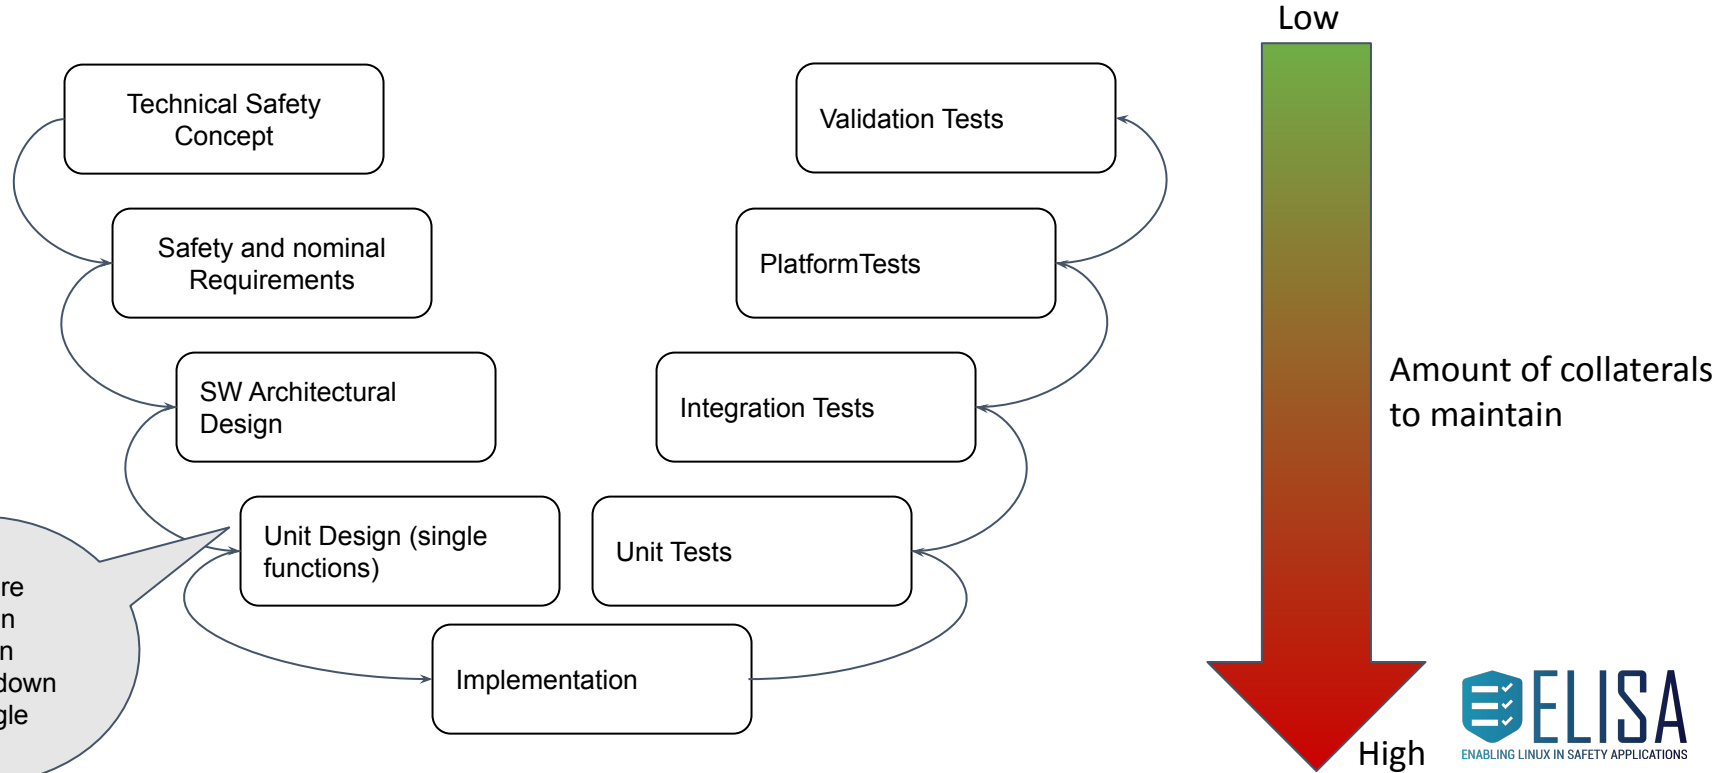 Low
Technical Safety
Concept
Validation Tests
Safety and nominal
Requirements
PlatformTests
SW Architectural
Design
Integration Tests
Amount of collaterals
to maintain
Unit Design (single
functions)
Unit Tests
down
Implementation
High
ELISA
ENABLING LINUX IN SAFETY APPLICATIONS